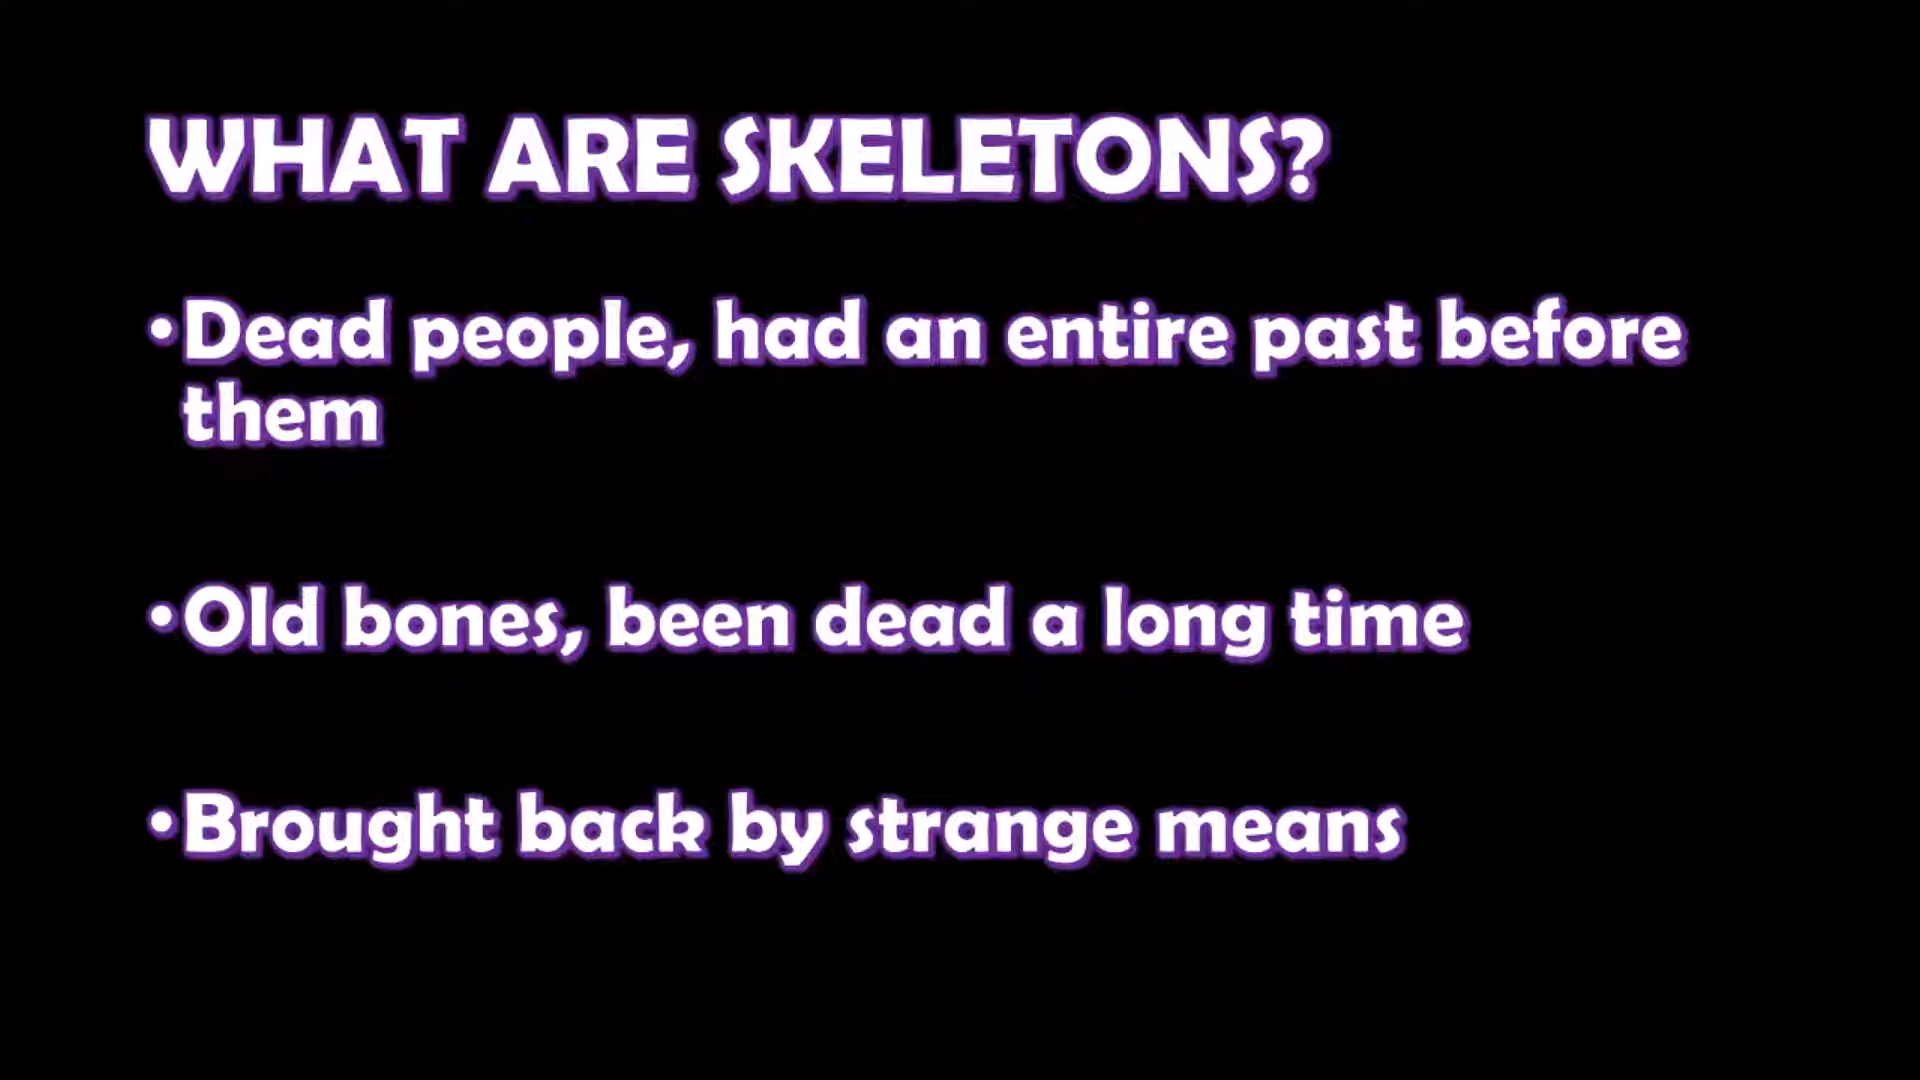 WHAT ARE SKELETONS?
•Dead people, had an entire past before
them
•Old bones, been dead a long time
•Brought back by strange means